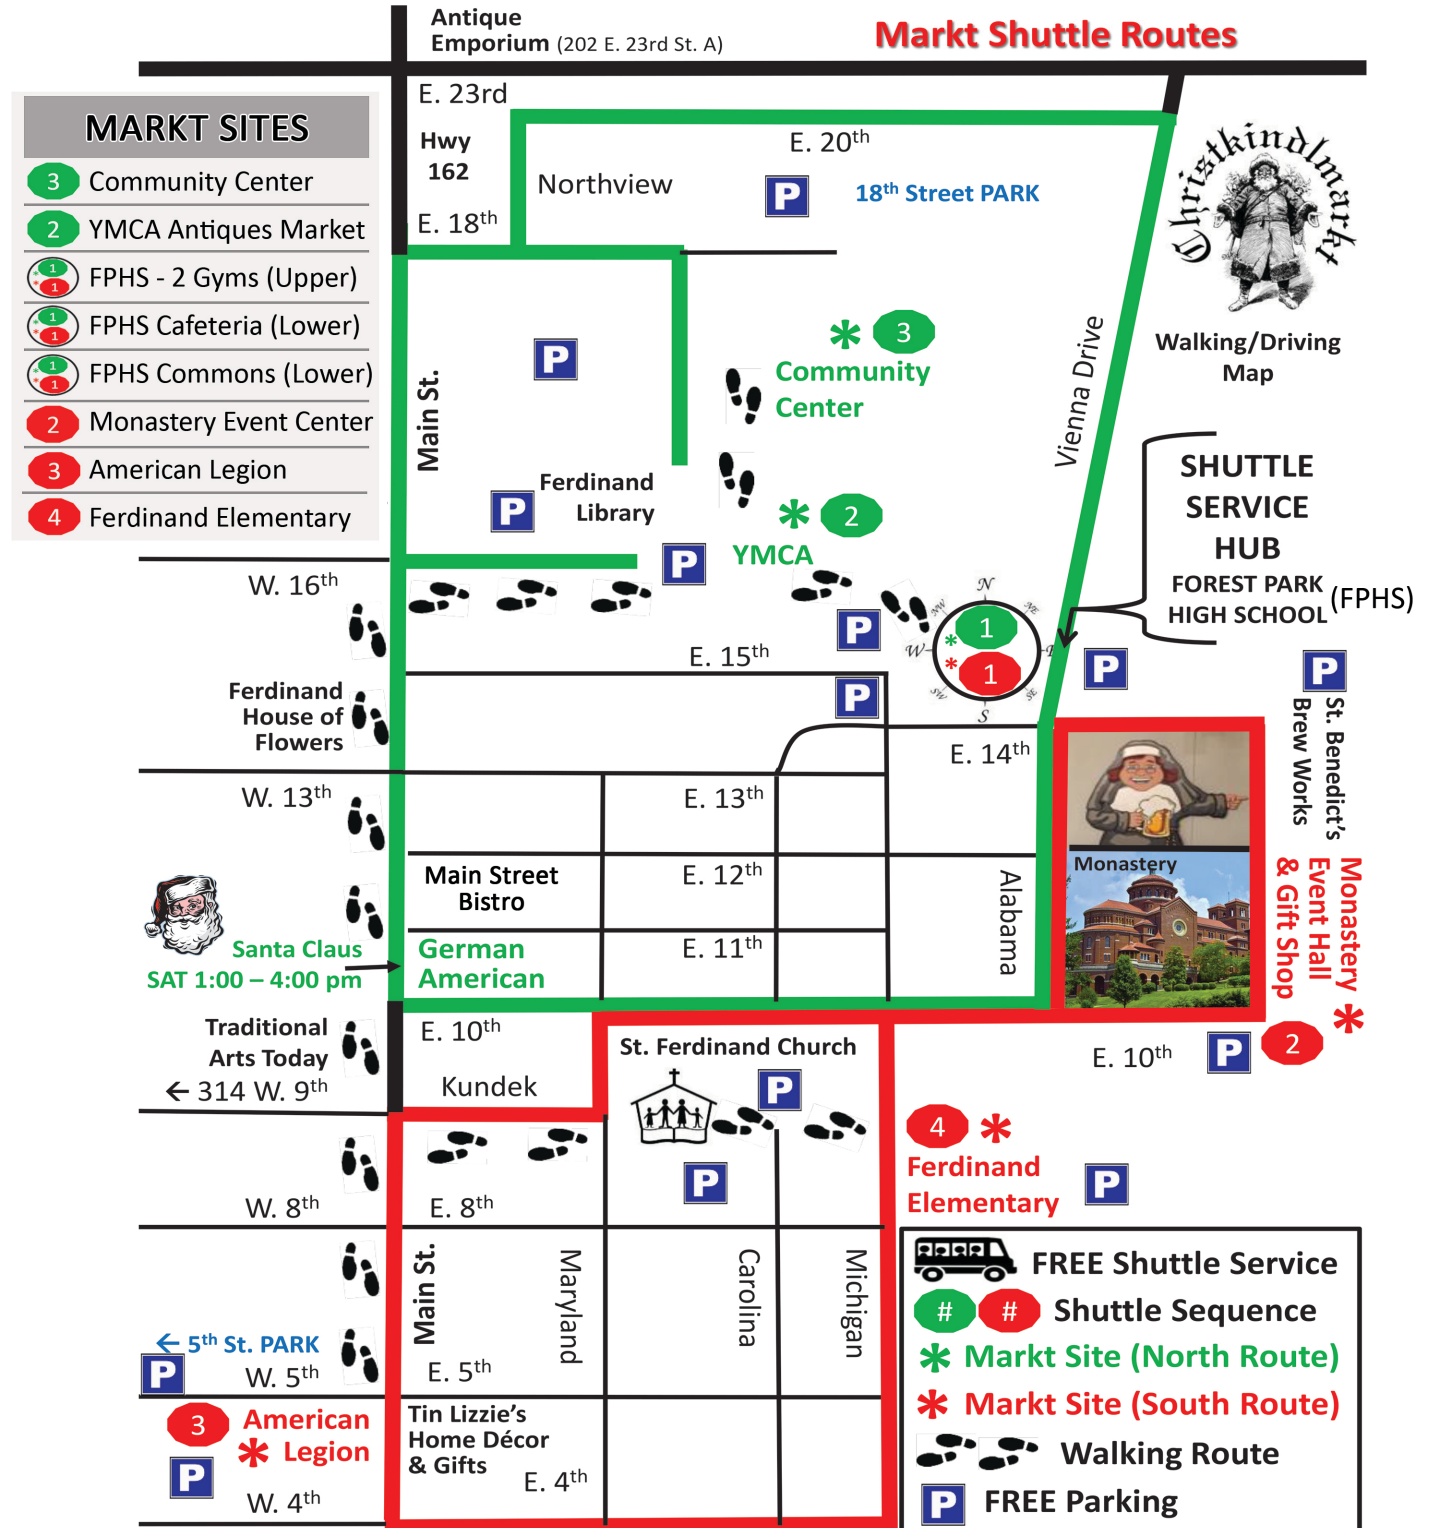 Antique
Emporium (202 E. 23rd St. A)
Markt Shuttle Routes
E. 23rd
MARKT SITES
3 Community Center
2 YMCA Antiques Market
1 1 FPHS - 2 Gyms (Upper)
1 1 FPHS Cafeteria (Lower)
1 1 FPHS Commons (Lower)
2 Monastery Event Center
3 American Legion
4 Ferdinand Elementary
Hwy
162
E. 18th
E. 20th
Northview
P
18th Street PARK
Christkindlmarkt
Walking/Driving
Map
Main St.
P
* 3
Community
Center
Vienna Drive
SHUTTLE
SERVICE
HUB
FOREST PARK
HIGH SCHOOL (FPHS)
P
Ferdinand
Library
* 2
YMCA
P
W. 16th
P
N
NW
NE
W
E
SW
SE
S
* 1
* 1
E. 15th
P
P
P
Ferdinand
House of
Flowers
St. Benedict's
Brew Works
E. 14th
W. 13th
E. 13th
Main Street
Bistro
E. 12th
Alabama
Monastery
Monastery
Event Hall
& Gift Shop
*
Santa Claus
SAT 1:00 – 4:00 pm
German
American
E. 11th
Traditional
Arts Today
← 314 W. 9th
E. 10th
Kundek
St. Ferdinand Church
P
E. 10th
P
2
4 *
Ferdinand
Elementary
P
P
W. 8th
E. 8th
Main St.
Maryland
Carolina
Michigan
← 5th St. PARK
P
W. 5th
E. 5th
3 American
* Legion
P
W. 4th
Tin Lizzie's
Home Décor
& Gifts
E. 4th
FREE Shuttle Service
# # Shuttle Sequence
* Markt Site (North Route)
* Markt Site (South Route)
Walking Route
P FREE Parking